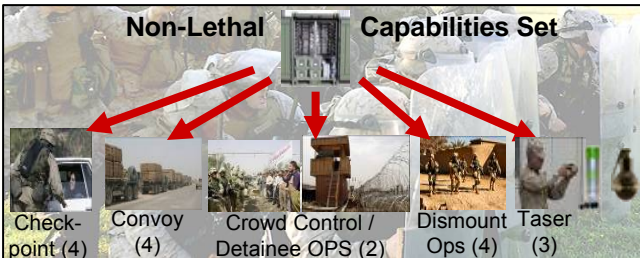 Non-Lethal Capabilities Set
Check-
point (4)
Convoy
(4)
Crowd Control /
Detainee OPS (2)
Dismount
Ops (4)
Taser
(3)